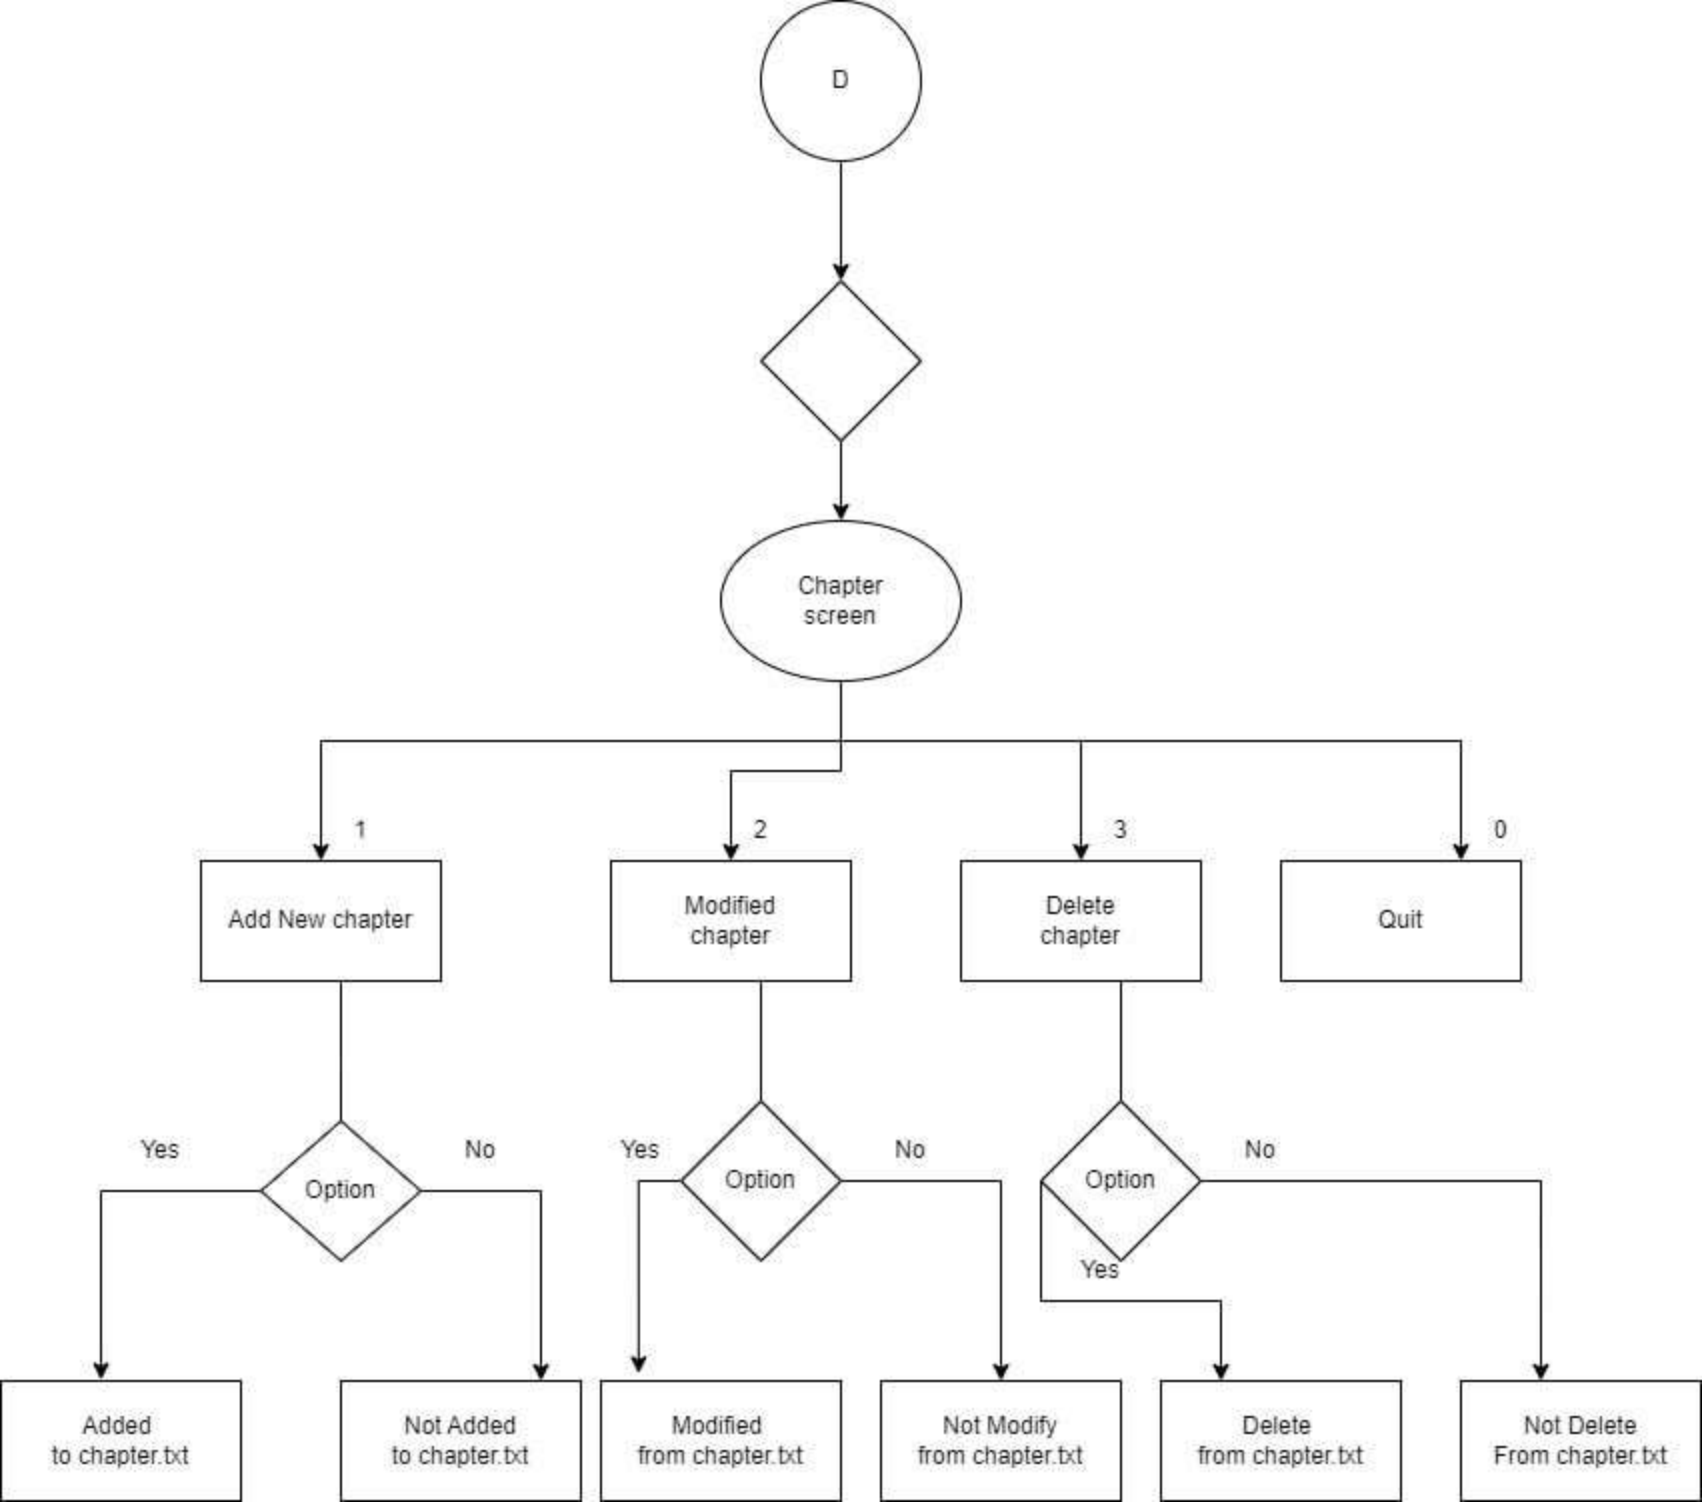 D
Chapter
screen
1
2
3
0
Add New chapter
Modified
chapter
Delete
chapter
Quit
Yes
No
Option
Yes
No
Option
No
Option
Yes
Added
to chapter.txt
Not Added
to chapter.txt
Modified
from chapter.txt
Not Modify
from chapter.txt
Delete
from chapter.txt
Not Delete
From chapter.txt